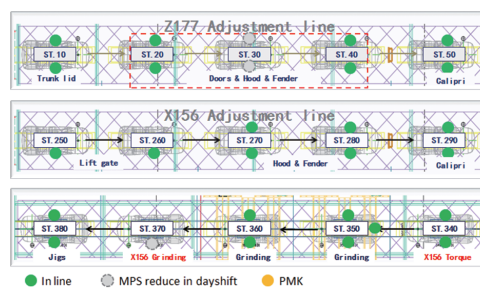 Z177 Adjustment line
ST.10 ST.20 ST.30 ST.40 ST.50
Trunk lid Doors & Hood & Fender Calipri
X156 Adjustment line
ST.250 ST.260 ST.270 ST.280 ST.290
Lift gate Hood & Fender Calipri
ST.380 ST.370 ST.360 ST.350 ST.340
Jigs X156 Grinding Grinding Grinding X156 Torque
In line MPS reduce in dayshift PMK